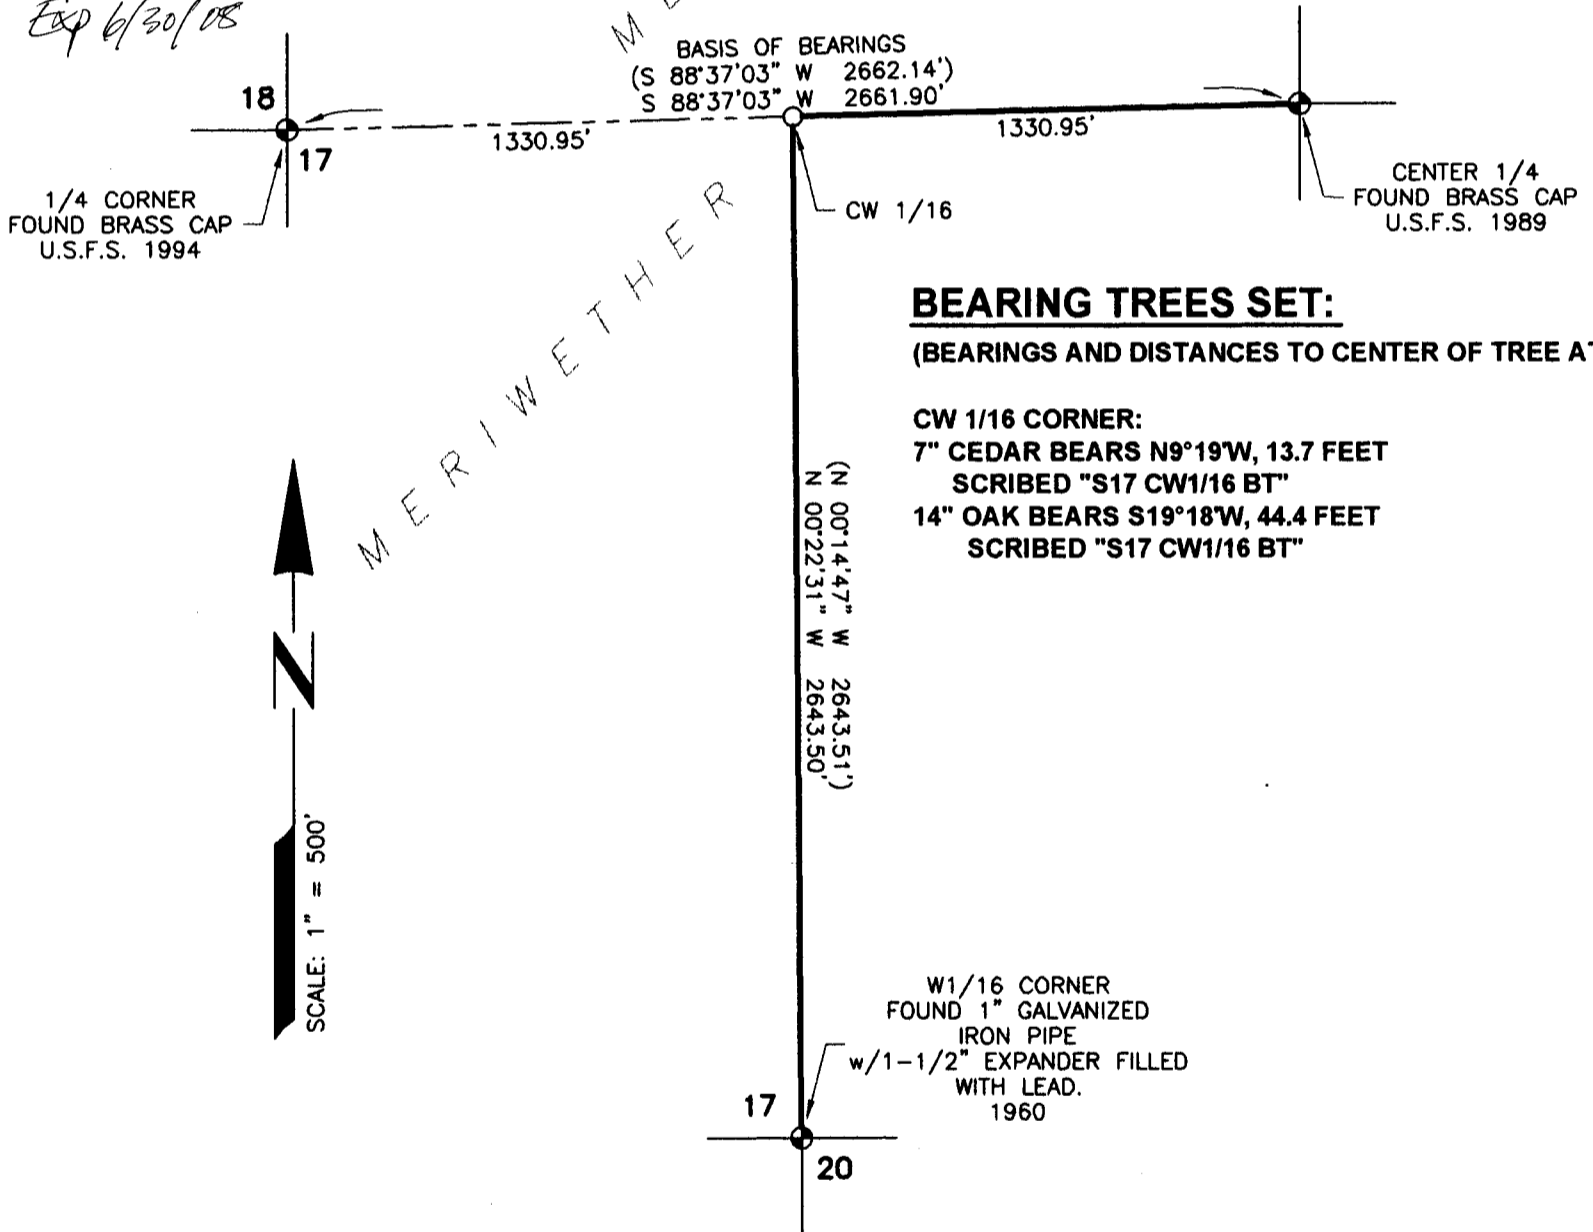 Exp 6/30/08
M
BASIS OF BEARINGS
(S 88°37'03" W 2662.14')
S 88°37'03" W 2661.90'
18
17
1330.95'
1330.95'
1/4 CORNER
FOUND BRASS CAP
U.S.F.S. 1994
CW 1/16
CENTER 1/4
FOUND BRASS CAP
U.S.F.S. 1989
MERIWETHER
BEARING TREES SET:
(BEARINGS AND DISTANCES TO CENTER OF TREE A
CW 1/16 CORNER:
7" CEDAR BEARS N9°19'W, 13.7 FEET
SCRIBED "S17 CW1/16 BT"
14" OAK BEARS S19°18'W, 44.4 FEET
SCRIBED "S17 CW1/16 BT"
(N 00°14'47" W 2643.51')
N 00°22'31" W 2643.50'
N
SCALE: 1" = 500'
W1/16 CORNER
FOUND 1" GALVANIZED
IRON PIPE
w/1-1/2" EXPANDER FILLED
WITH LEAD.
1960
17
20